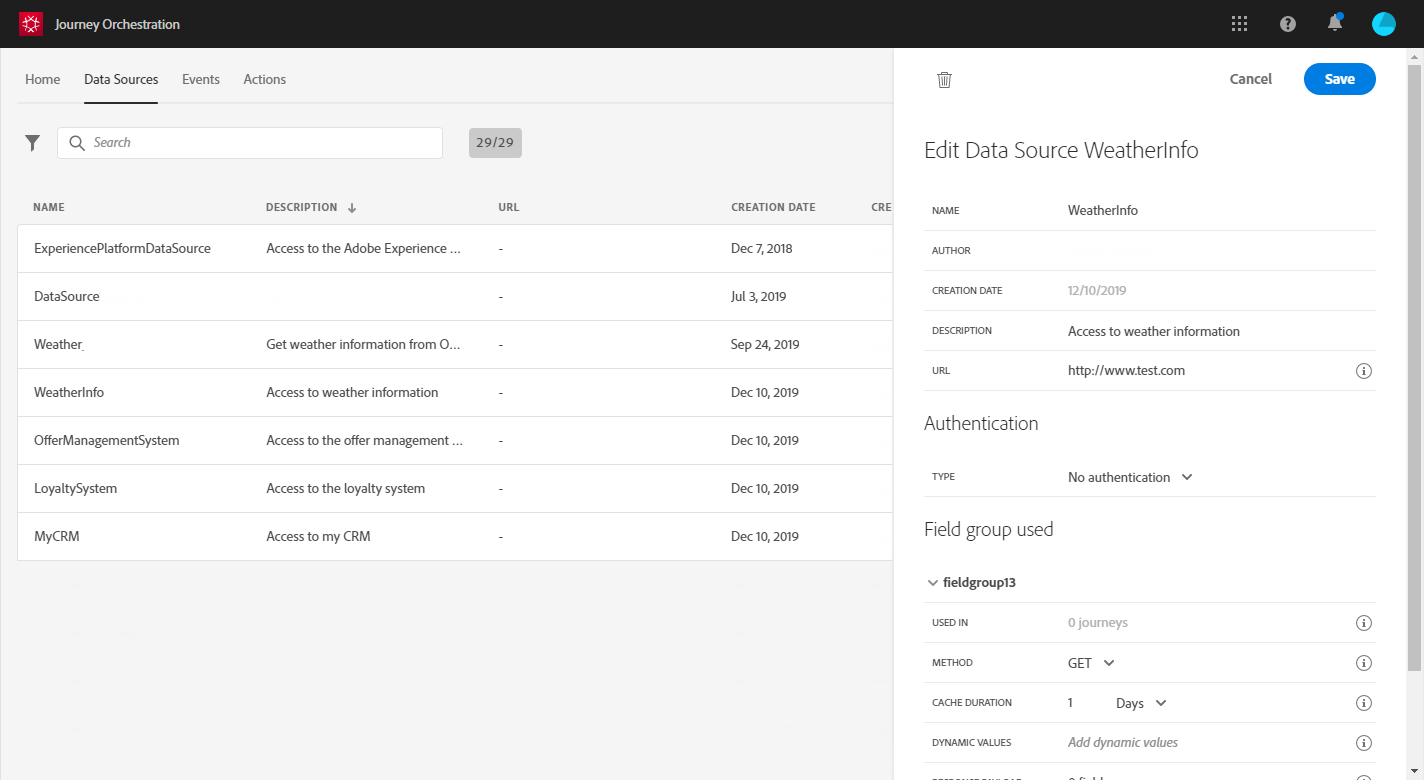 Journey Orchestration
Home Data Sources Events Actions
Search 29/29
NAME DESCRIPTION URL CREATION DATE CRE
ExperiencePlatformDataSource Access to the Adobe Experience ... - Dec 7, 2018
DataSource - Jul 3, 2019
Weather_ Get weather information from O... - Sep 24, 2019
WeatherInfo Access to weather information - Dec 10, 2019
OfferManagementSystem Access to the offer management ... - Dec 10, 2019
LoyaltySystem Access to the loyalty system - Dec 10, 2019
MyCRM Access to my CRM - Dec 10, 2019
Cancel Save
Edit Data Source WeatherInfo
NAME WeatherInfo
AUTHOR
CREATION DATE 12/10/2019
DESCRIPTION Access to weather information
URL http://www.test.com
Authentication
TYPE No authentication
Field group used
fieldgroup13
USED IN 0 journeys
METHOD GET
CACHE DURATION 1 Days
DYNAMIC VALUES Add dynamic values